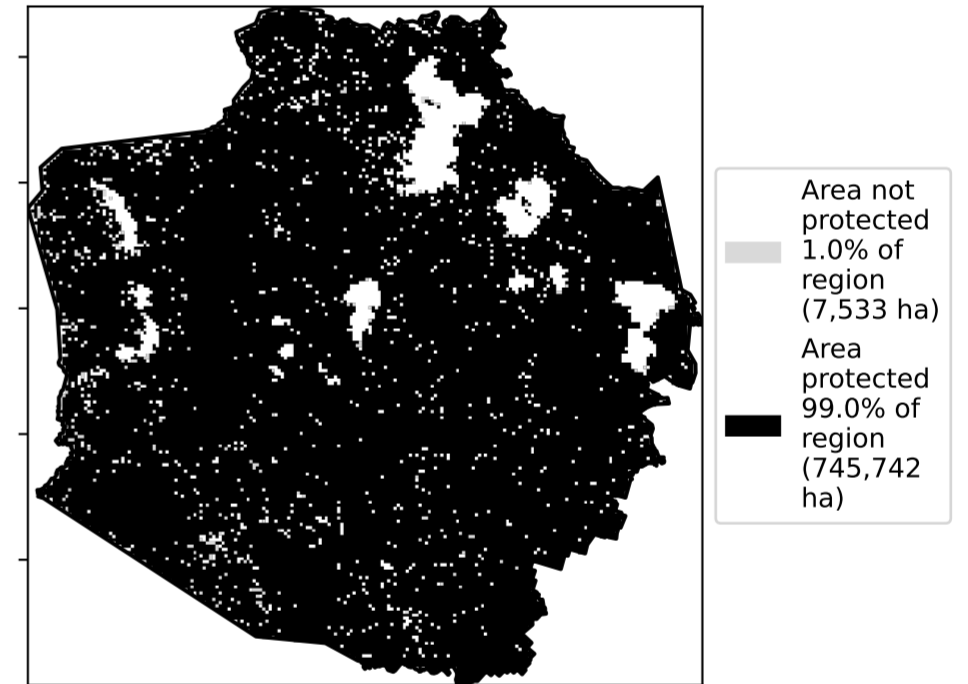 Area not
protected
1.0% of
region
(7,533 ha)
Area
protected
99.0% of
region
(745,742
ha)